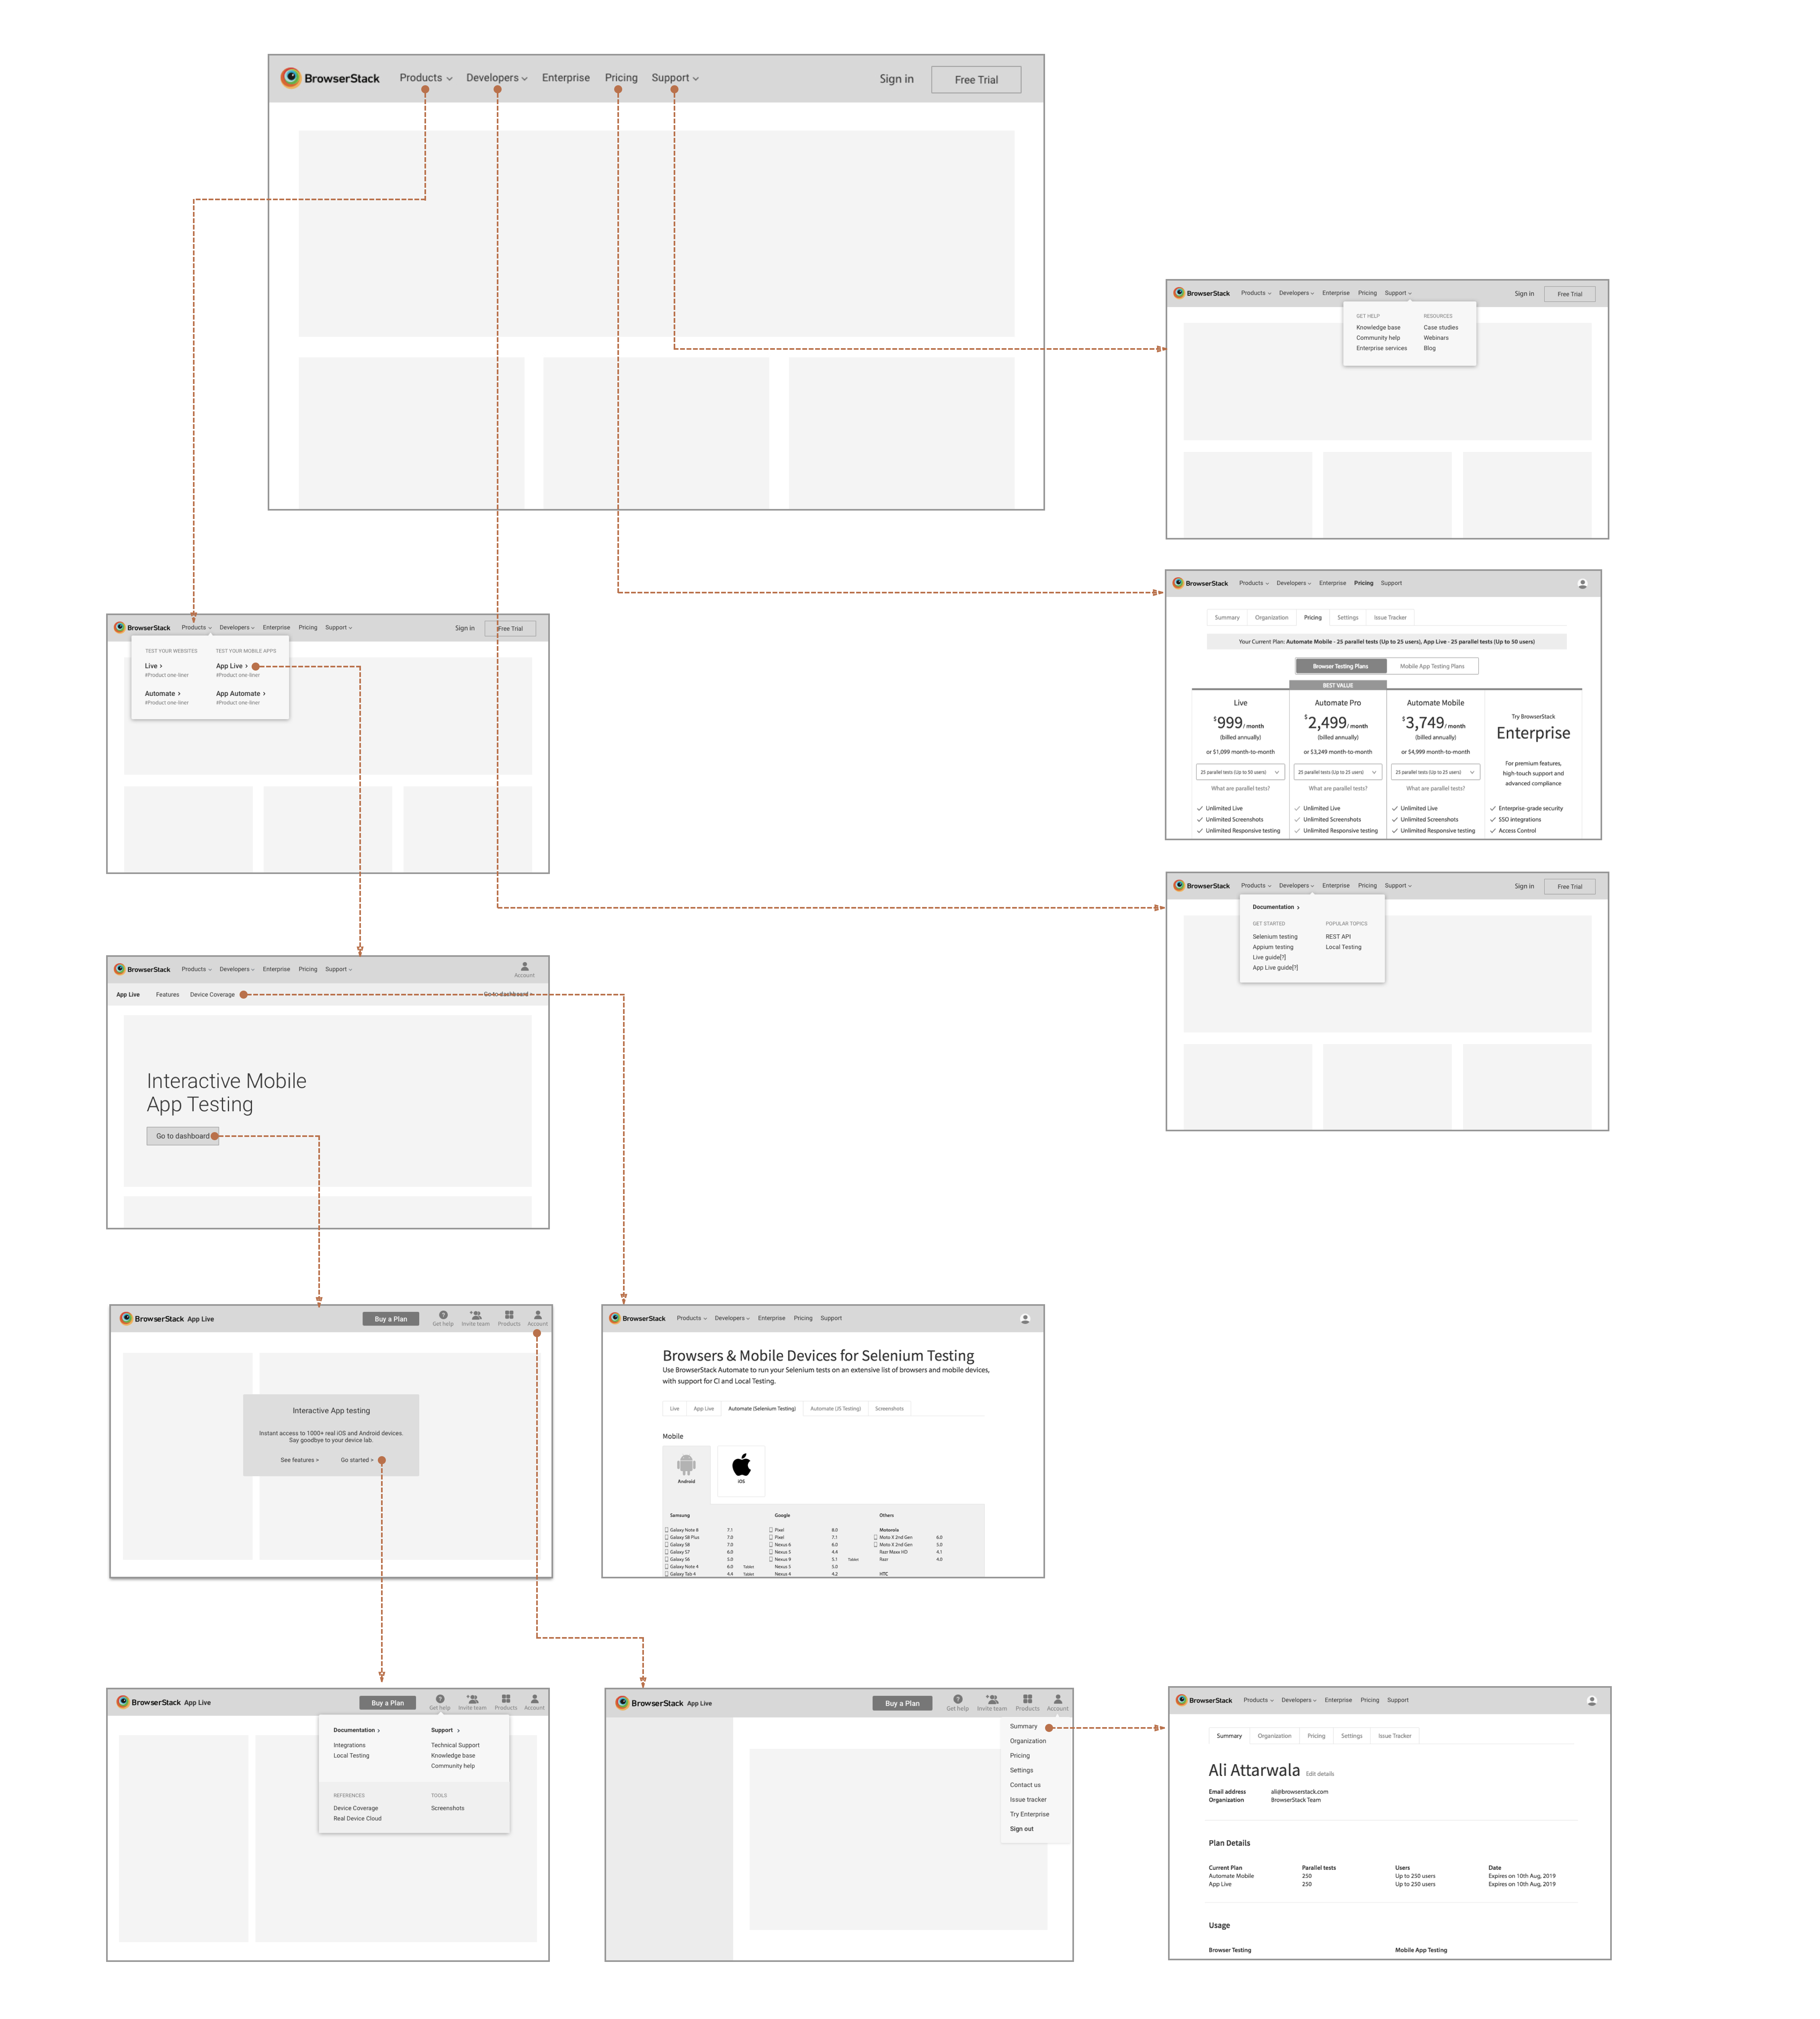 BrowserStack Products Developers Enterprise Pricing Support Sign in Free Trial
BrowserStack Products Developers Enterprise Pricing Support Sign in Free Trial
GET HELP RESOURCES
Knowledge base Case studies
Community help Webinars
Enterprise services Blog
BrowserStack Products Developers Enterprise Pricing Support
Summary Organization Pricing Settings Issue Tracker
Your Current Plan: Automate Mobile - 25 parallel tests (Up to 25 users), App Live - 25 parallel tests (Up to 50 users)
Browser Testing Plans Mobile App Testing Plans
BEST VALUE
Live Automate Pro Automate Mobile
$999/ month $2,499/ month $3,749/ month Try BrowserStack
(billed annually) (billed annually) (billed annually) Enterprise
or $1,099 month-to-month or $3,249 month-to-month or $4,999 month-to-month
For premium features,
25 parallel tests (Up to 50 users) 25 parallel tests (Up to 25 users) 25 parallel tests (Up to 25 users) high-touch support and
advanced compliance
What are parallel tests? What are parallel tests? What are parallel tests?
Unlimited Live Unlimited Live Unlimited Live Enterprise-grade security
Unlimited Screenshots Unlimited Screenshots Unlimited Screenshots SSO integrations
Unlimited Responsive testing Unlimited Responsive testing Unlimited Responsive testing Access Control
BrowserStack Products Developers Enterprise Pricing Support Sign in Free Trial
TEST YOUR WEBSITES TEST YOUR MOBILE APPS
Live › App Live ›
#Product one-liner #Product one-liner
Automate › App Automate ›
#Product one-liner #Product one-liner
BrowserStack Products Developers Enterprise Pricing Support Sign in Free Trial
Documentation ›
GET STARTED POPULAR TOPICS
Selenium testing REST API
Appium testing Local Testing
Live guide[?]
App Live guide[?]
BrowserStack Products Developers Enterprise Pricing Support Account
App Live Features Device Coverage Go to dashboard
Interactive Mobile
App Testing
Go to dashboard
BrowserStack App Live Buy a Plan Get help Invite team Products Account
Interactive App testing
Instant access to 1000+ real iOS and Android devices.
Say goodbye to your device lab.
See features > Go started >
BrowserStack Products Developers Enterprise Pricing Support
Browsers & Mobile Devices for Selenium Testing
Use BrowserStack Automate to run your Selenium tests on an extensive list of browsers and mobile devices,
with support for CI and Local Testing.
Live App Live Automate (Selenium Testing) Automate (JS Testing) Screenshots
Mobile
Android iOS
Samsung Google Others
Galaxy Note 8 7.1 Pixel 8.0 Motorola
Galaxy S8 Plus 7.0 Pixel 7.1 Moto X 2nd Gen 6.0
Galaxy S8 7.0 Nexus 6 6.0 Moto X 2nd Gen 5.0
Galaxy S7 6.0 Nexus 5 4.4 Razr Maxx HD 4.1
Galaxy S6 5.0 Nexus 9 5.1 Tablet Razr 4.0
Galaxy Note 4 6.0 Tablet Nexus 5 5.0
Galaxy Tab 4 4.4 Tablet Nexus 4 4.2 HTC
BrowserStack App Live Buy a Plan Get help Invite team Products Account
Documentation › Support ›
Integrations Technical Support
Local Testing Knowledge base
Community help
REFERENCES TOOLS
Device Coverage Screenshots
Real Device Cloud
BrowserStack App Live Buy a Plan Get help Invite team Products Account
Summary
Organization
Pricing
Settings
Contact us
Issue tracker
Try Enterprise
Sign out
BrowserStack Products Developers Enterprise Pricing Support
Summary Organization Pricing Settings Issue Tracker
Ali Attarwala Edit details
Email address ali@browserstack.com
Organization BrowserStack Team
Plan Details
Current Plan Parallel tests Users Date
Automate Mobile 250 Up to 250 users Expires on 10th Aug, 2019
App Live 250 Up to 250 users Expires on 10th Aug, 2019
Usage
Browser Testing Mobile App Testing